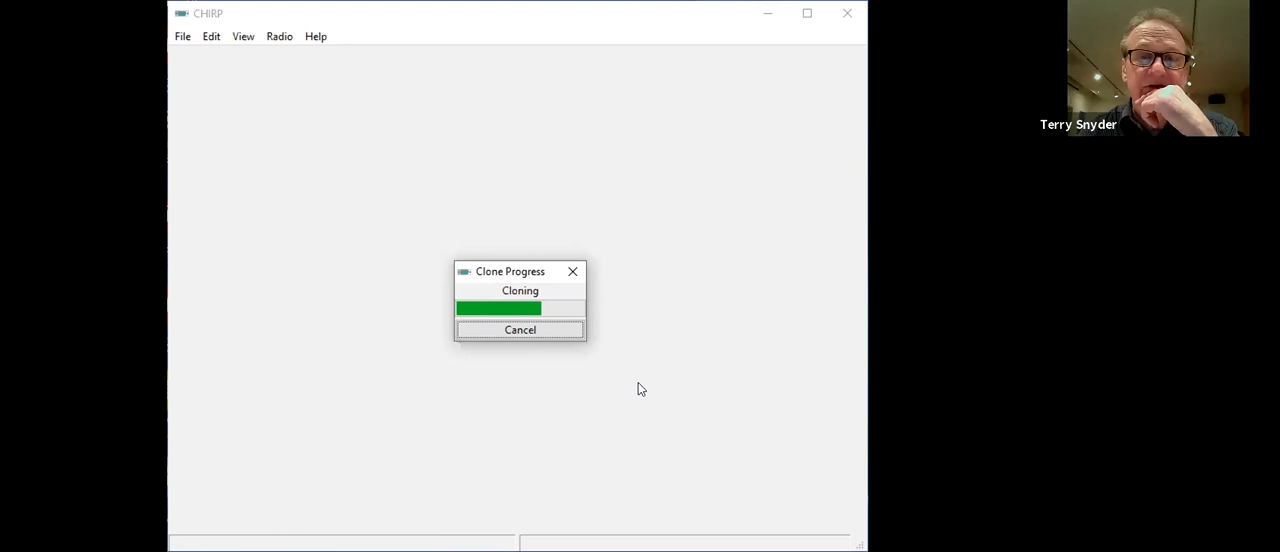 CHIRP
File Edit View Radio Help
Terry Snyder
Clone Progress
Cloning
Cancel